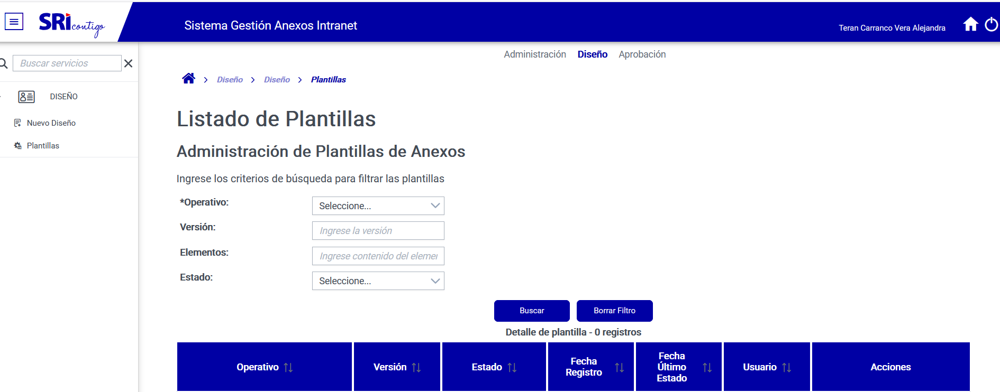 SRi contigo
Sistema Gestión Anexos Intranet
Teran Carranco Vera Alejandra
Buscar servicios
DISEÑO
Nuevo Diseño
Plantillas
Administración Diseño Aprobación
Diseño > Diseño > Plantillas
Listado de Plantillas
Administración de Plantillas de Anexos
Ingrese los criterios de búsqueda para filtrar las plantillas
*Operativo: Seleccione...
Versión: Ingrese la versión
Elementos: Ingrese contenido del elemen
Estado: Seleccione...
Buscar Borrar Filtro
Detalle de plantilla - 0 registros
Operativo Versión Estado Fecha Registro Fecha Último Estado Usuario Acciones